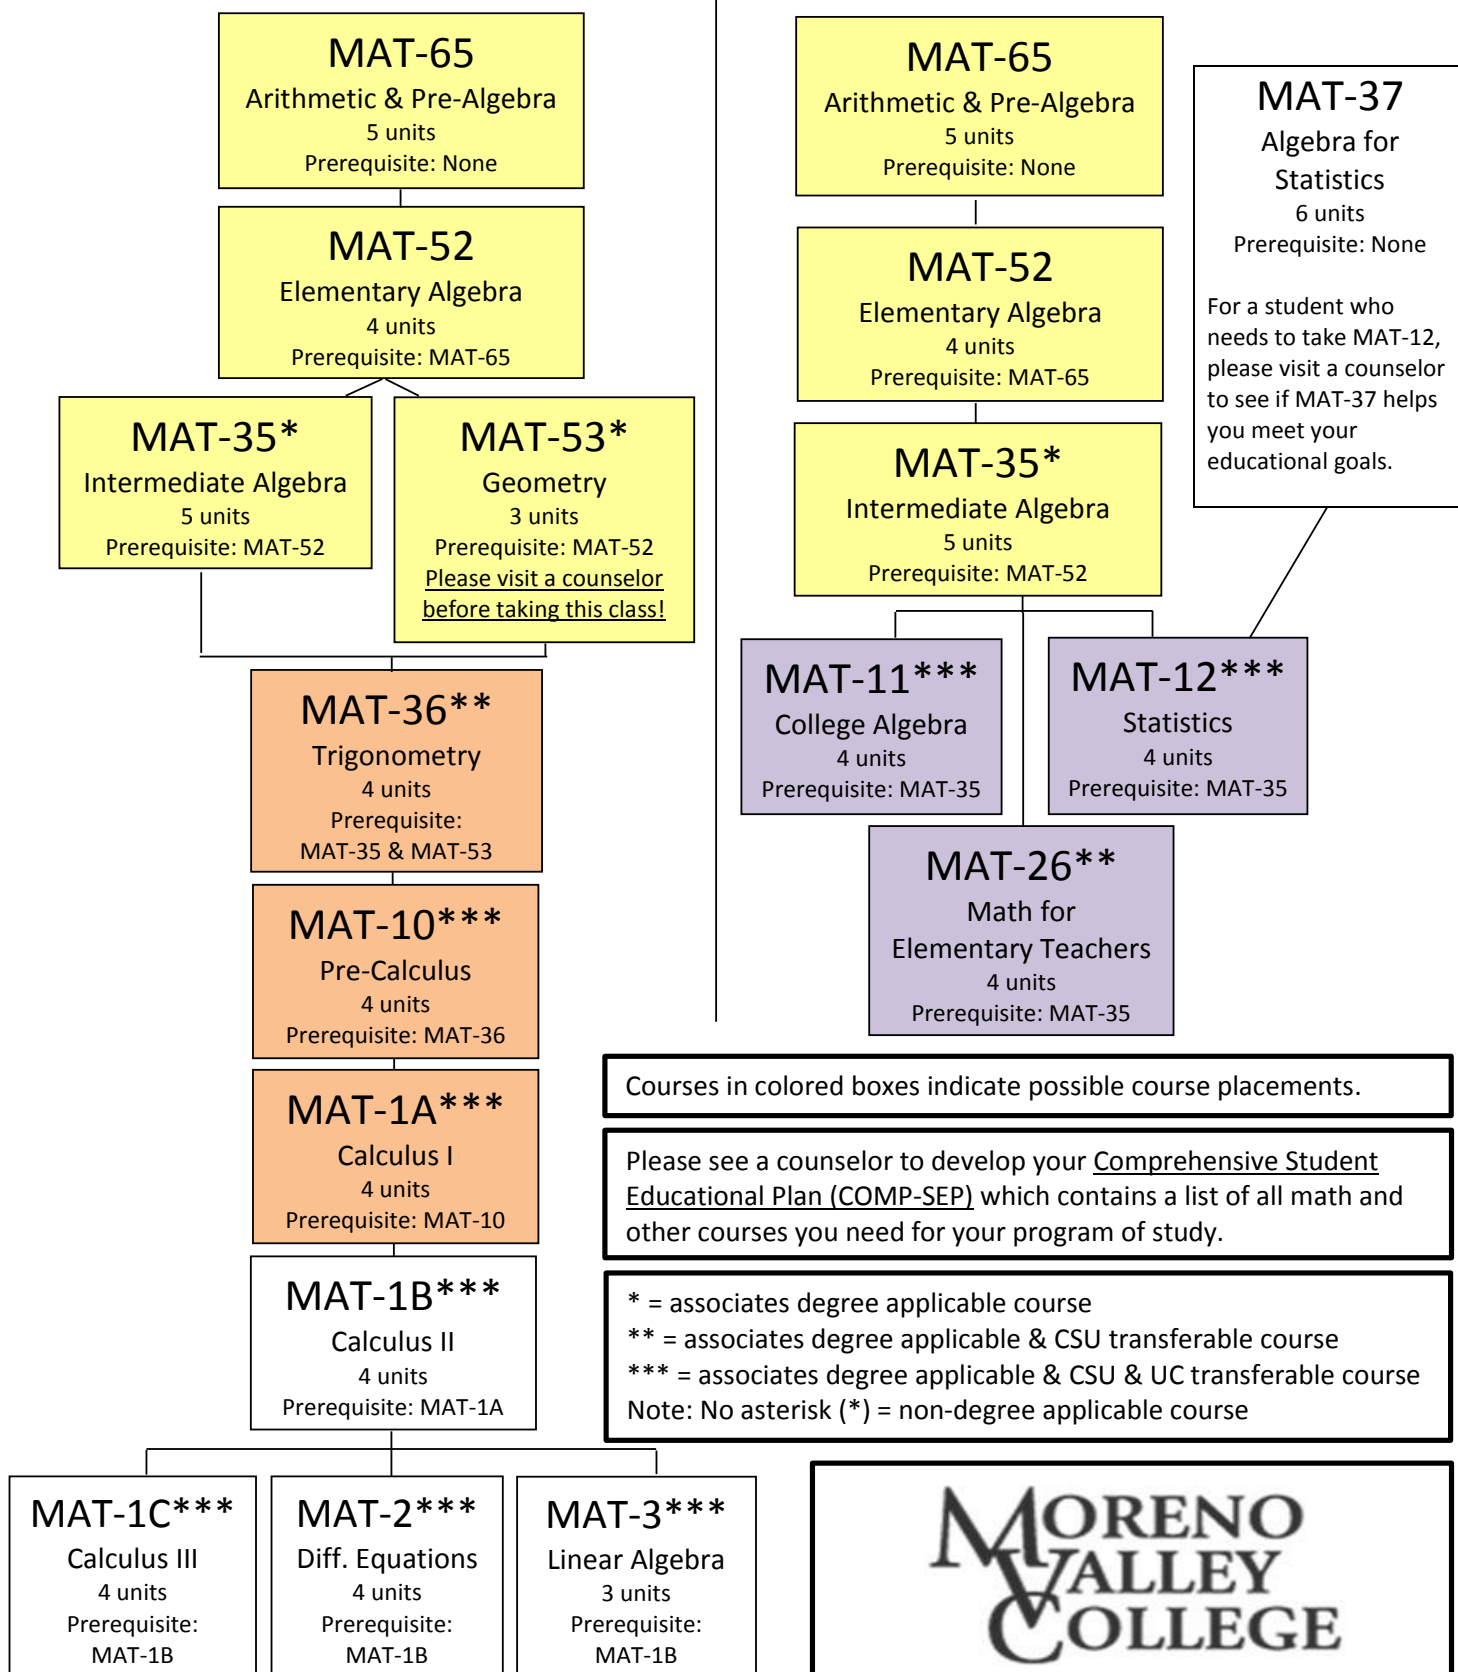 MAT-65
Arithmetic & Pre-Algebra
5 units
Prerequisite: None
MAT-52
Elementary Algebra
4 units
Prerequisite: MAT-65
MAT-35*
Intermediate Algebra
5 units
Prerequisite: MAT-52
MAT-53*
Geometry
3 units
Prerequisite: MAT-52
Please visit a counselor
before taking this class!
MAT-36**
Trigonometry
4 units
Prerequisite:
MAT-35 & MAT-53
MAT-10***
Pre-Calculus
4 units
Prerequisite: MAT-36
MAT-1A***
Calculus I
4 units
Prerequisite: MAT-10
MAT-1B***
Calculus II
4 units
Prerequisite: MAT-1A
MAT-1C***
Calculus III
4 units
Prerequisite:
MAT-1B
MAT-2***
Diff. Equations
4 units
Prerequisite:
MAT-1B
MAT-3***
Linear Algebra
3 units
Prerequisite:
MAT-1B
MAT-65
Arithmetic & Pre-Algebra
5 units
Prerequisite: None
MAT-52
Elementary Algebra
4 units
Prerequisite: MAT-65
MAT-35*
Intermediate Algebra
5 units
Prerequisite: MAT-52
MAT-37
Algebra for
Statistics
6 units
Prerequisite: None
For a student who
needs to take MAT-12,
please visit a counselor
to see if MAT-37 helps
you meet your
educational goals.
MAT-11***
College Algebra
4 units
Prerequisite: MAT-35
MAT-12***
Statistics
4 units
Prerequisite: MAT-35
MAT-26**
Math for
Elementary Teachers
4 units
Prerequisite: MAT-35
Courses in colored boxes indicate possible course placements.
Please see a counselor to develop your Comprehensive Student
Educational Plan (COMP-SEP) which contains a list of all math and
other courses you need for your program of study.
* = associates degree applicable course
** = associates degree applicable & CSU transferable course
*** = associates degree applicable & CSU & UC transferable course
Note: No asterisk (*) = non-degree applicable course
MORENO
VALLEY
COLLEGE